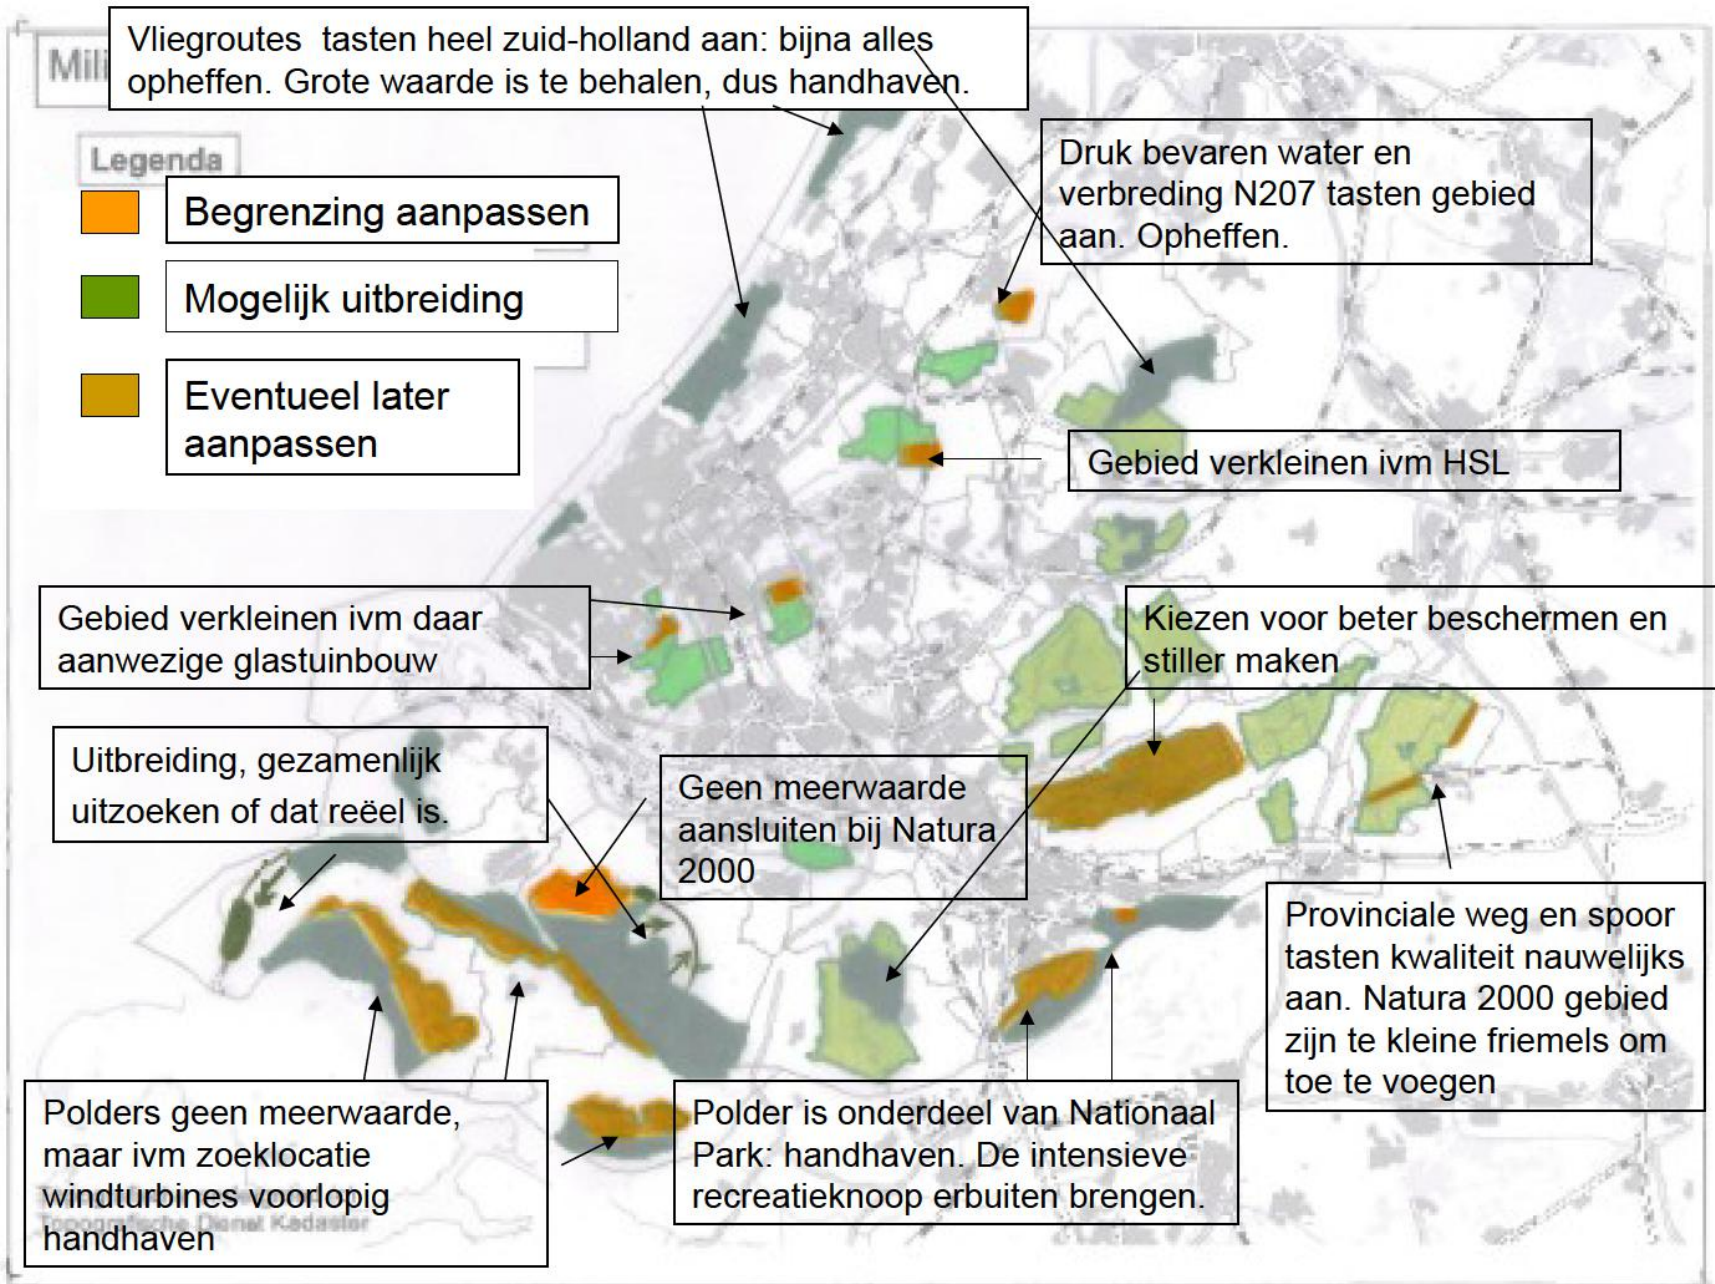 Vliegroutes tasten heel zuid-holland aan: bijna alles
opheffen. Grote waarde is te behalen, dus handhaven.
Mili
Legenda
Begrenzing aanpassen
Mogelijk uitbreiding
Eventueel later
aanpassen
Druk bevaren water en
verbreding N207 tasten gebied
aan. Opheffen.
Gebied verkleinen ivm HSL
Gebied verkleinen ivm daar
aanwezige glastuinbouw
Kiezen voor beter beschermen en
stiller maken
Uitbreiding, gezamenlijk
uitzoeken of dat reëel is.
Geen meerwaarde
aansluiten bij Natura
2000
Provinciale weg en spoor
tasten kwaliteit nauwelijks
aan. Natura 2000 gebied
zijn te kleine friemels om
toe te voegen
Polders geen meerwaarde,
maar ivm zoeklocatie
windturbines voorlopig
handhaven
Topografische Dienst Kadaster
Polder is onderdeel van Nationaal
Park: handhaven. De intensieve
recreatieknoop erbuiten brengen.